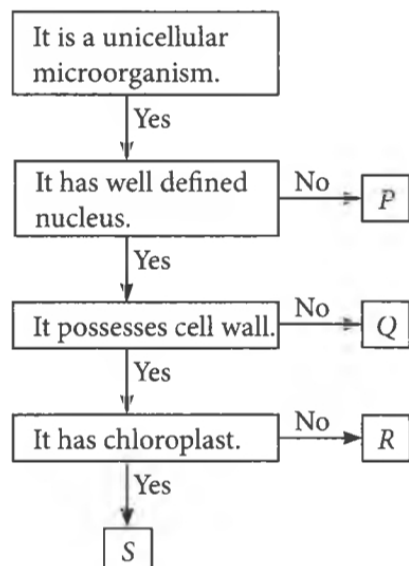 It is a unicellular
microorganism.
Yes
It has well defined
nucleus.
No
P
Yes
It possesses cell wall.
No
Q
Yes
It has chloroplast.
No
R
Yes
S